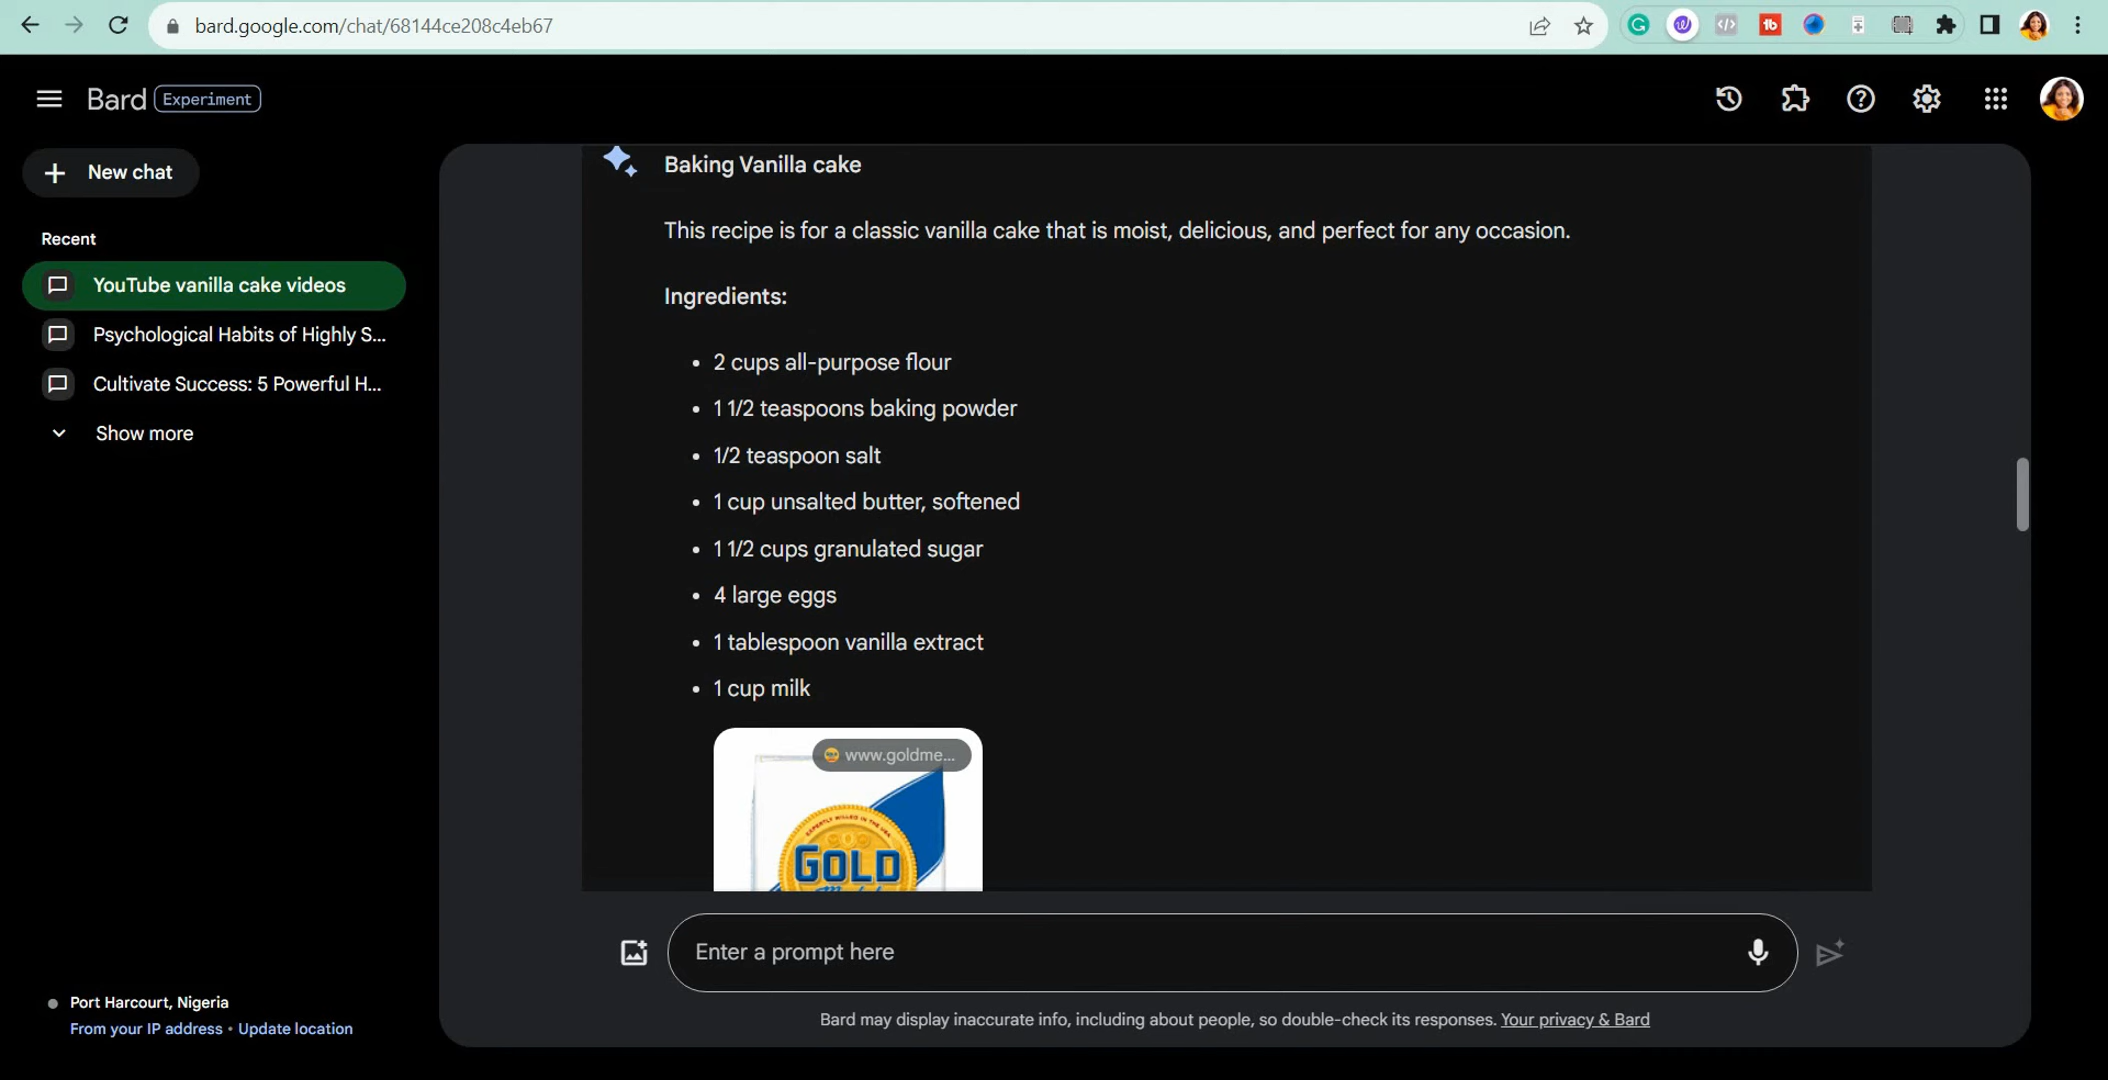 bard.google.com/chat/68144ce208c4eb67
Bard Experiment
New chat
Recent
YouTube vanilla cake videos
Psychological Habits of Highly S...
Cultivate Success: 5 Powerful H...
Show more
Baking Vanilla cake
This recipe is for a classic vanilla cake that is moist, delicious, and perfect for any occasion.
Ingredients:
• 2 cups all-purpose flour
• 1 1/2 teaspoons baking powder
• 1/2 teaspoon salt
• 1 cup unsalted butter, softened
• 1 1/2 cups granulated sugar
• 4 large eggs
• 1 tablespoon vanilla extract
• 1 cup milk
www.goldme...
EXPERTLY MILLED IN THE USA
GOLD
Enter a prompt here
Bard may display inaccurate info, including about people, so double-check its responses. Your privacy & Bard
Port Harcourt, Nigeria
From your IP address • Update location